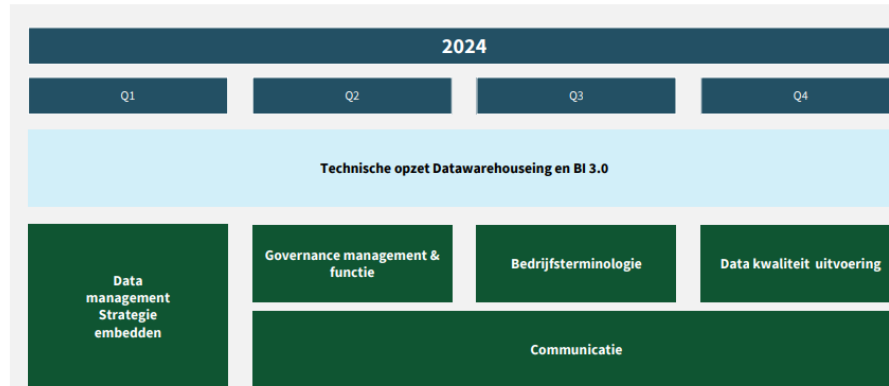 2024
Q1
Q2
Q3
Q4
Technische opzet Datawarehouseing en BI 3.0
Data
management
Strategie
embedden
Governance management &
functie
Bedrijfsterminologie
Data kwaliteit uitvoering
Communicatie